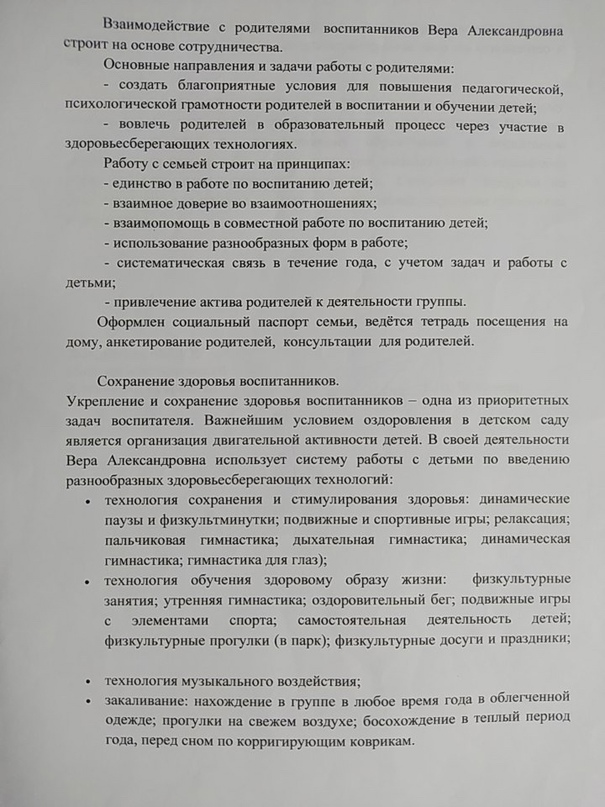 Взаимодействие с родителями воспитанников Вера Александровна
строит на основе сотрудничества.
Основные направления и задачи работы с родителями:
- создать благоприятные условия для повышения педагогической,
психологической грамотности родителей в воспитании и обучении детей;
- вовлечь родителей в образовательный процесс через участие в
здоровьесберегающих технологиях.
Работу с семьей строит на принципах:
- единство в работе по воспитанию детей;
- взаимное доверие во взаимоотношениях;
- взаимопомощь в совместной работе по воспитанию детей;
- использование разнообразных форм в работе;
- систематическая связь в течение года, с учетом задач и работы с
детьми;
- привлечение актива родителей к деятельности группы.
Оформлен социальный паспорт семьи, ведётся тетрадь посещения на
дому, анкетирование родителей, консультации для родителей.
Сохранение здоровья воспитанников.
Укрепление и сохранение здоровья воспитанников – одна из приоритетных
задач воспитателя. Важнейшим условием оздоровления в детском саду
является организация двигательной активности детей. В своей деятельности
Вера Александровна использует систему работы с детьми по введению
разнообразных здоровьесберегающих технологий:
• технология сохранения и стимулирования здоровья: динамические
паузы и физкультминутки; подвижные и спортивные игры; релаксация;
пальчиковая гимнастика; дыхательная гимнастика; динамическая
гимнастика; гимнастика для глаз);
• технология обучения здоровому образу жизни: физкультурные
занятия; утренняя гимнастика; оздоровительный бег; подвижные игры
с элементами спорта; самостоятельная деятельность детей;
физкультурные прогулки (в парк); физкультурные досуги и праздники;
• технология музыкального воздействия;
• закаливание: нахождение в группе в любое время года в облегченной
одежде; прогулки на свежем воздухе; босохождение в теплый период
года, перед сном по корригирующим коврикам.